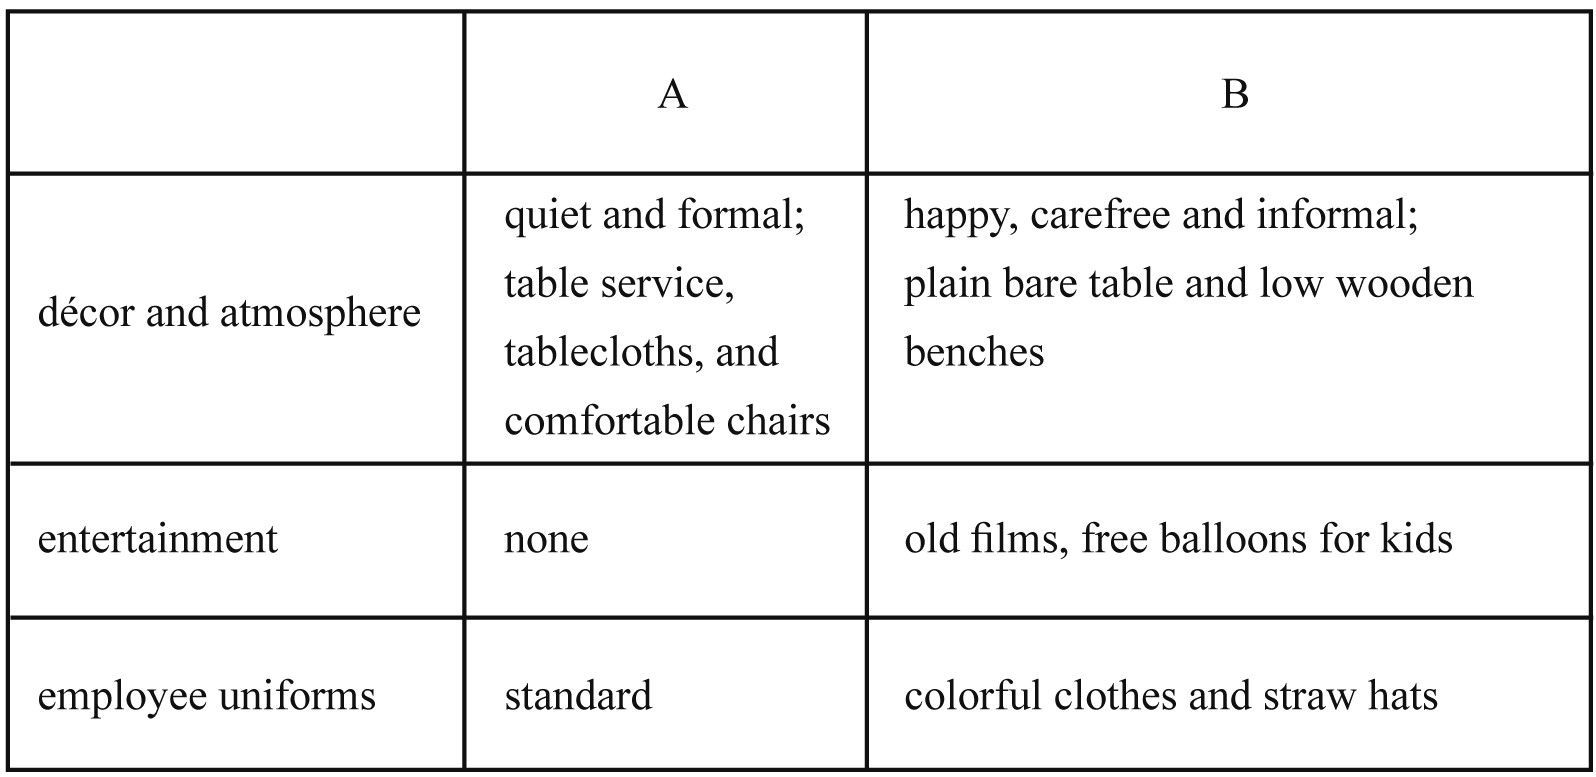 A
B
décor and atmosphere
quiet and formal;
table service,
tablecloths, and
comfortable chairs
happy, carefree and informal;
plain bare table and low wooden
benches
entertainment
none
old films, free balloons for kids
employee uniforms
standard
colorful clothes and straw hats